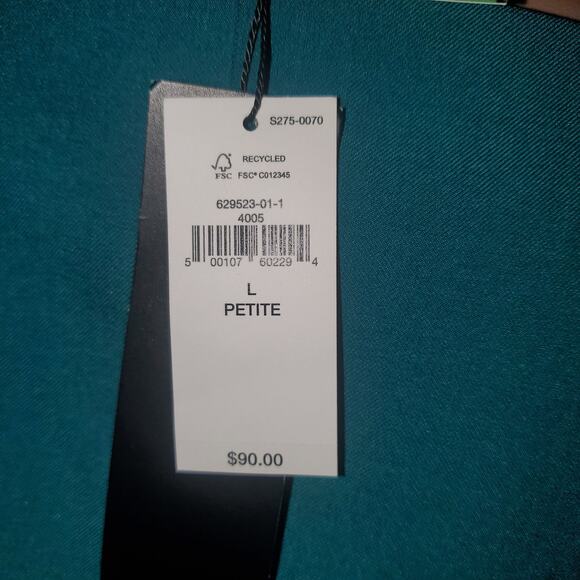 S275-0070
RECYCLED
FSC
FSC® C012345
629523-01-1
4005
5 00107 60229 4
L
PETITE
$90.00